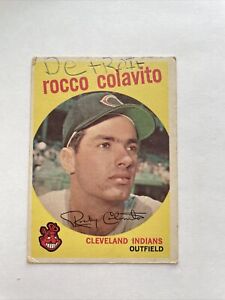 DETROIT
rocco colavito
Rocky Colavito
CLEVELAND INDIANS
OUTFIELD